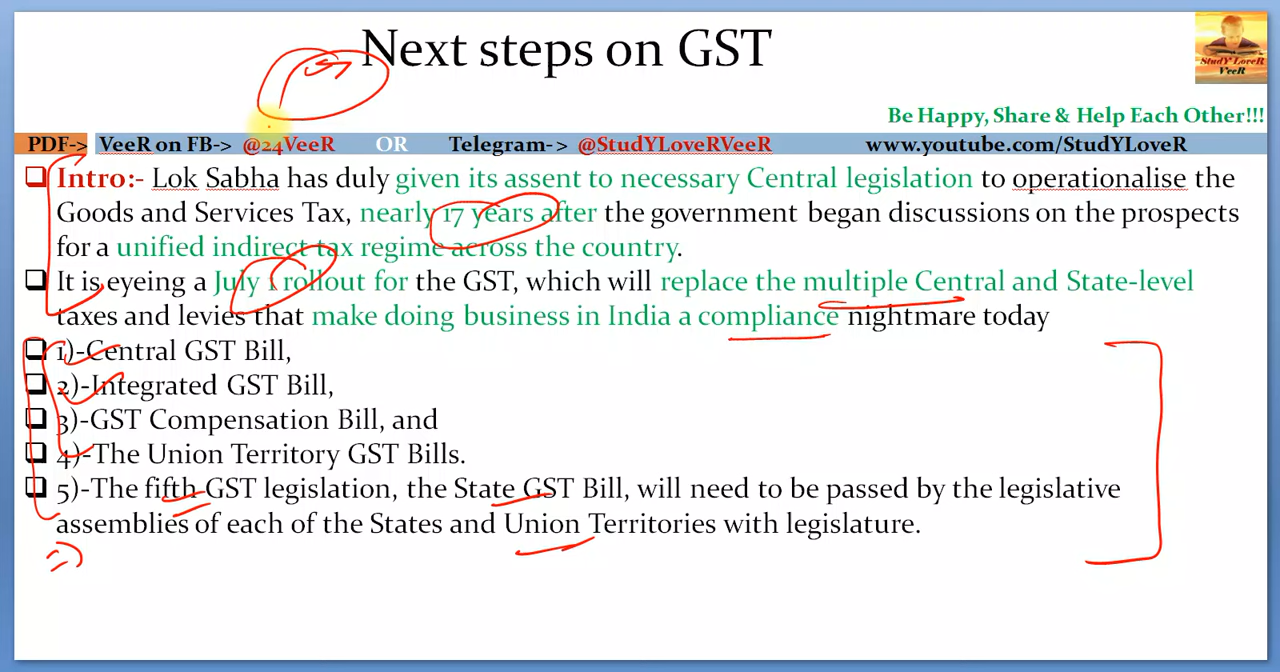 Next steps on GST
StudY LoveR
VeeR
Be Happy, Share & Help Each Other!!!
PDF-> VeeR on FB-> @24VeeR OR Telegram-> @StudYLoveRVeeR www.youtube.com/StudYLoveR
Intro:- Lok Sabha has duly given its assent to necessary Central legislation to operationalise the
Goods and Services Tax, nearly 17 years after the government began discussions on the prospects
for a unified indirect tax regime across the country.
It is eyeing a July 1 rollout for the GST, which will replace the multiple Central and State-level
taxes and levies that make doing business in India a compliance nightmare today
1)-Central GST Bill,
2)-Integrated GST Bill,
3)-GST Compensation Bill, and
4)-The Union Territory GST Bills.
5)-The fifth GST legislation, the State GST Bill, will need to be passed by the legislative
assemblies of each of the States and Union Territories with legislature.